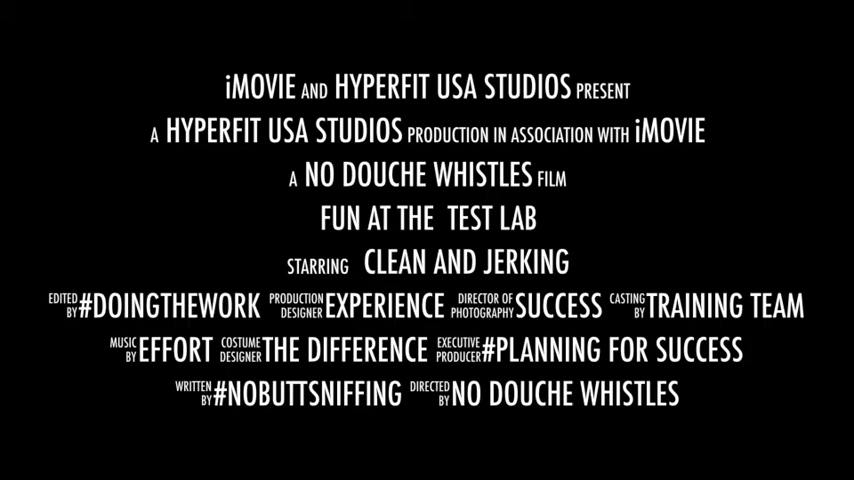 iMOVIE AND HYPERFIT USA STUDIOS PRESENT
A HYPERFIT USA STUDIOS PRODUCTION IN ASSOCIATION WITH iMOVIE
A NO DOUCHE WHISTLES FILM
FUN AT THE TEST LAB
STARRING CLEAN AND JERKING
EDITED BY #DOINGTHEWORK PRODUCTION DESIGNER EXPERIENCE DIRECTOR OF PHOTOGRAPHY SUCCESS CASTING BY TRAINING TEAM
MUSIC BY EFFORT COSTUME DESIGNER THE DIFFERENCE EXECUTIVE PRODUCER #PLANNING FOR SUCCESS
WRITTEN BY #NOBUTTSNIFFING DIRECTED BY NO DOUCHE WHISTLES